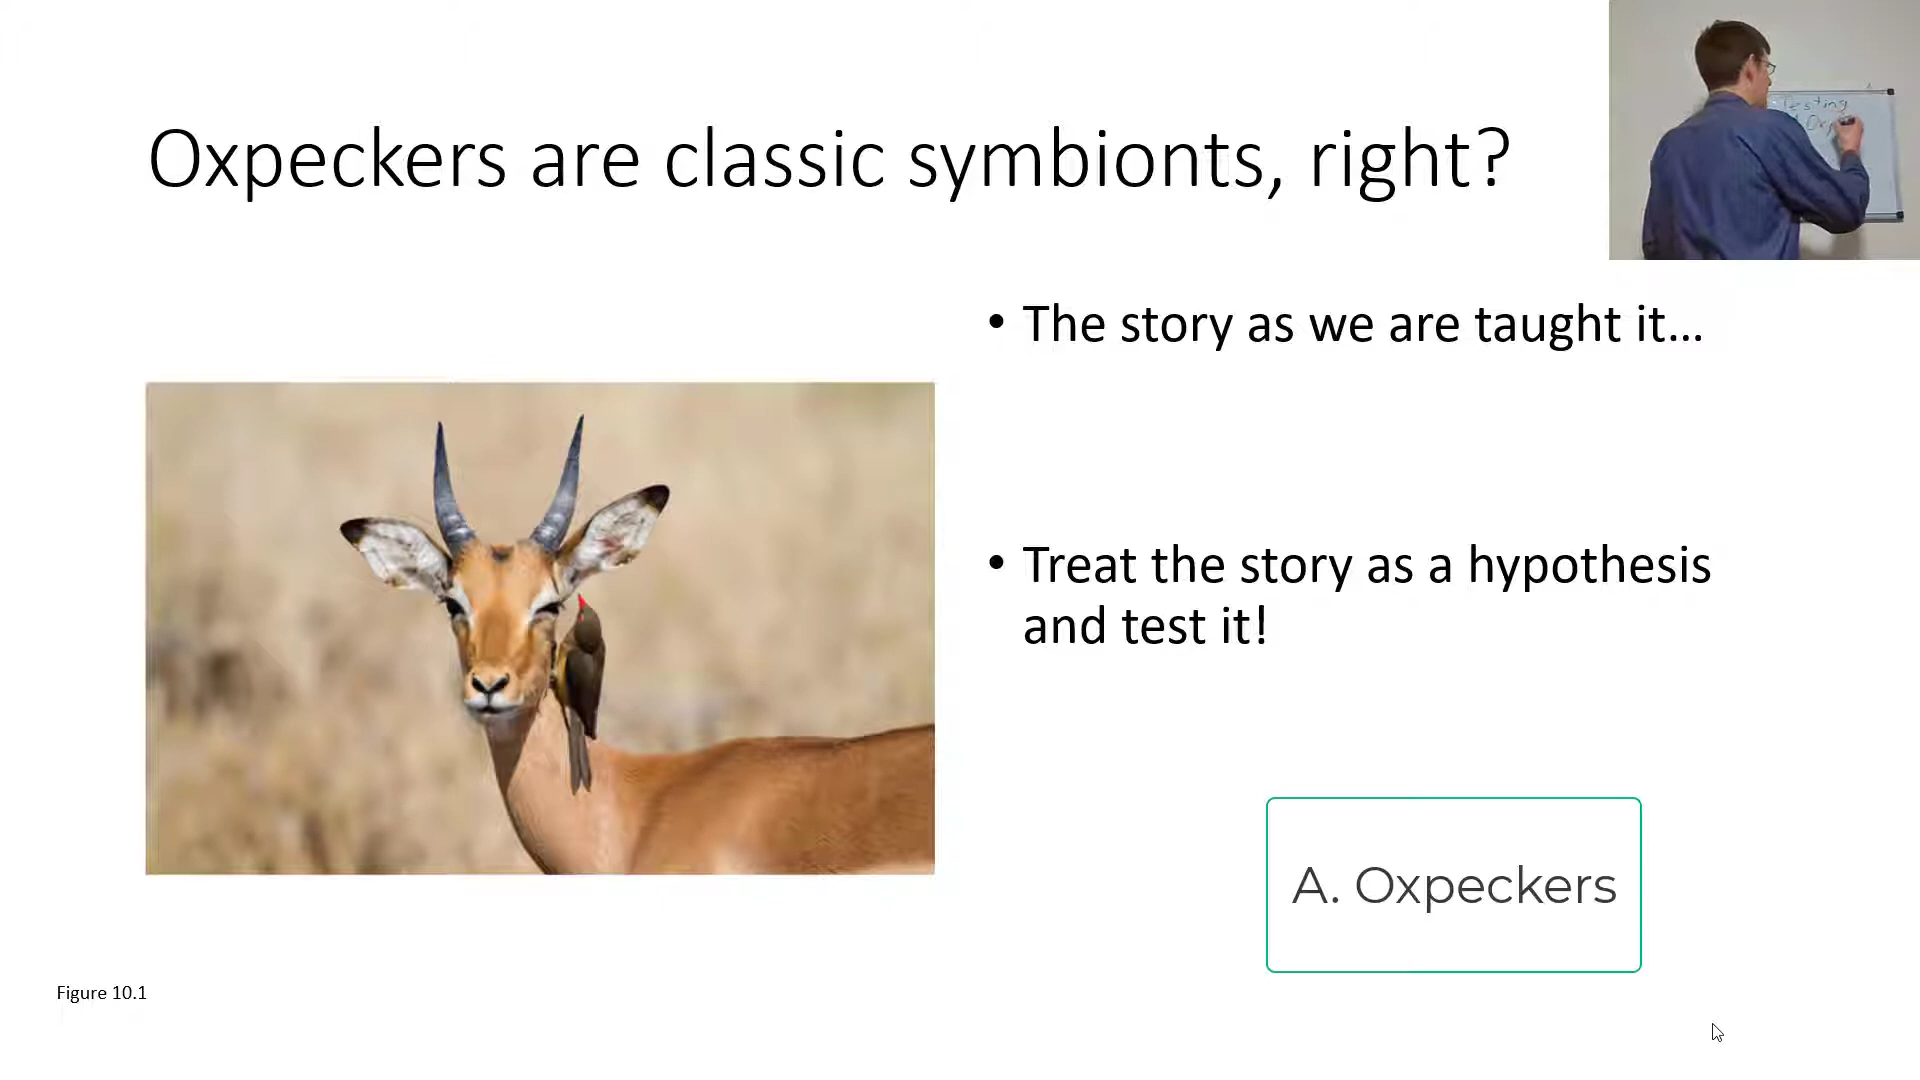 Oxpeckers are classic symbionts, right?
Testing
• The story as we are taught it...
• Treat the story as a hypothesis
and test it!
A. Oxpeckers
Figure 10.1